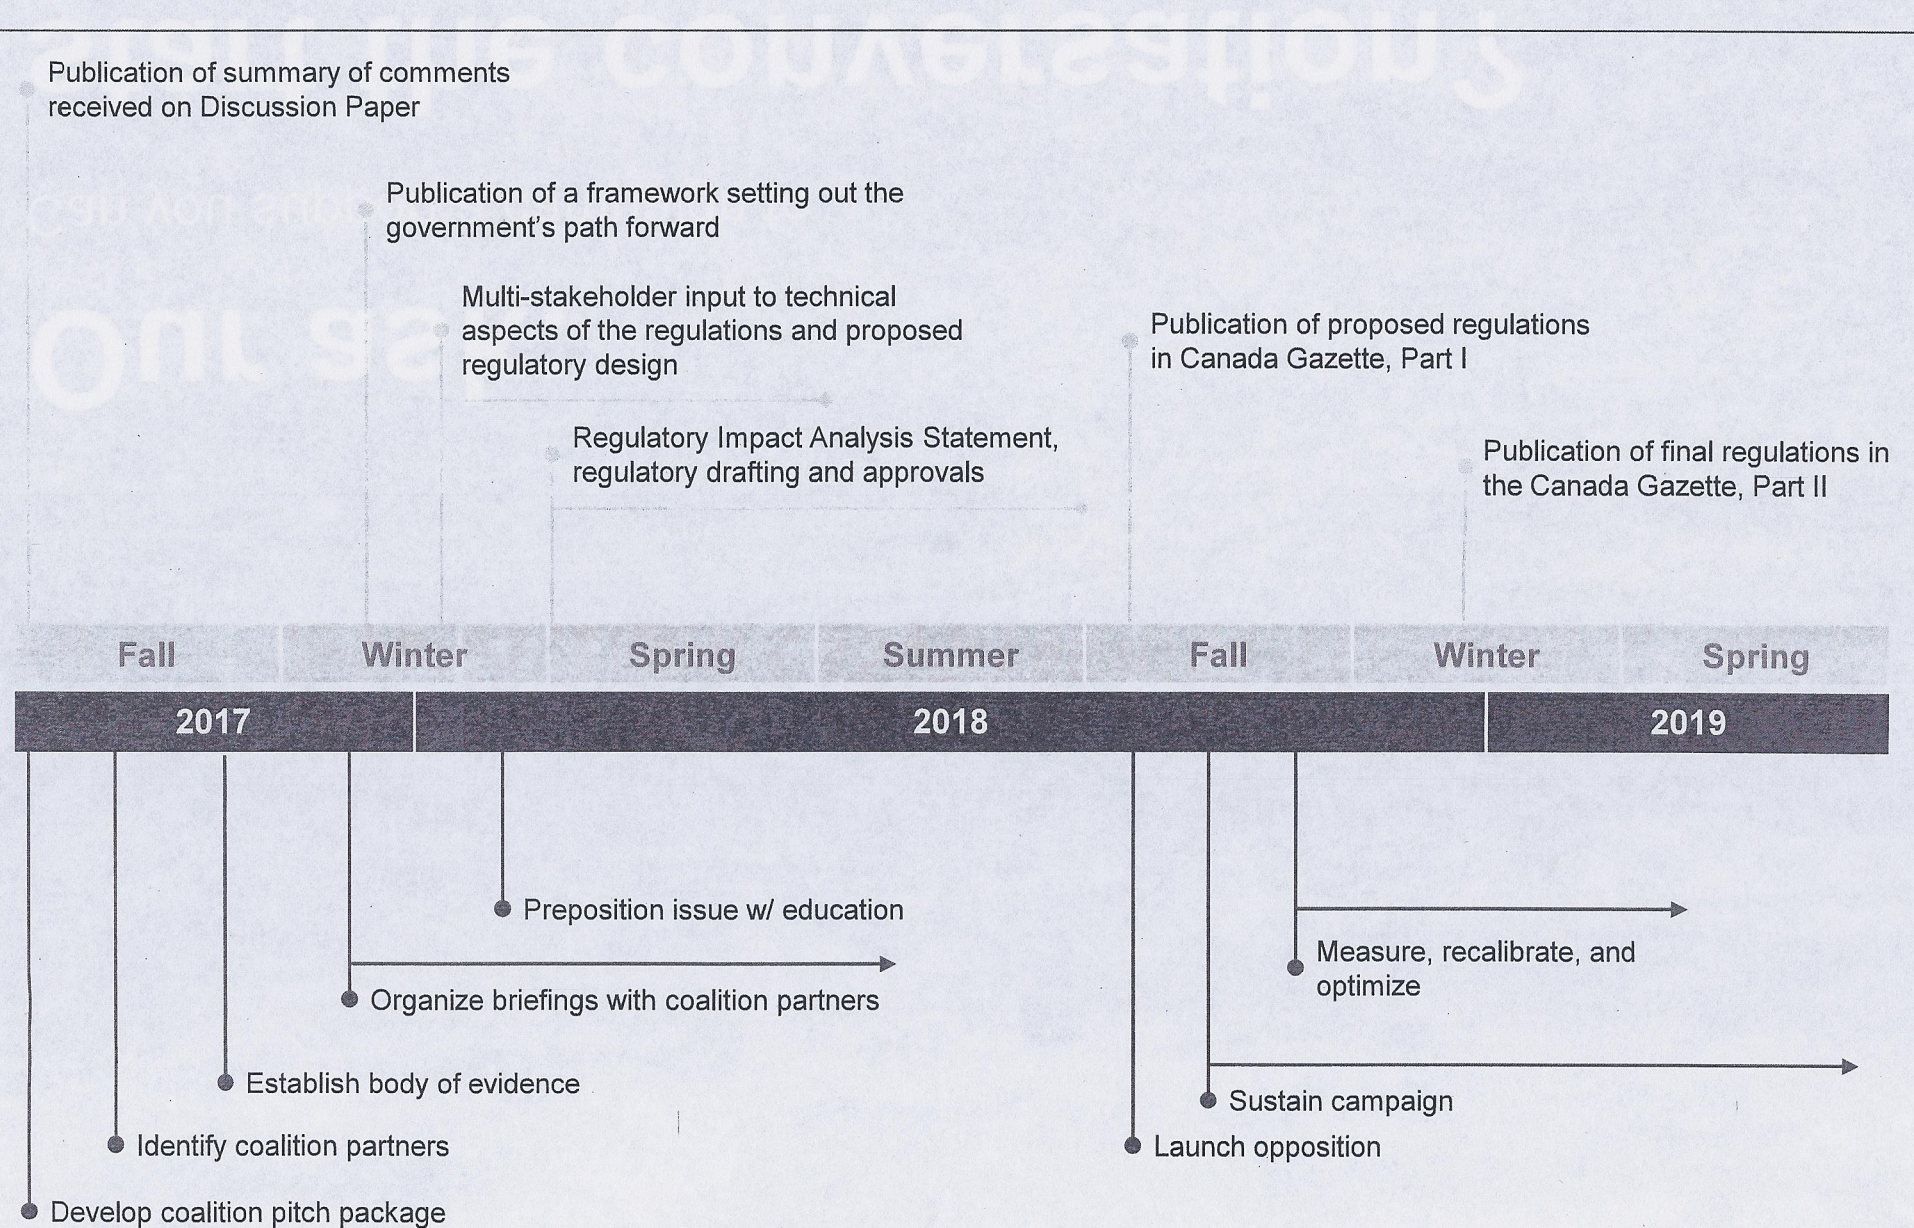 Publication of summary of comments
received on Discussion Paper
Publication of a framework setting out the
government's path forward
Multi-stakeholder input to technical
aspects of the regulations and proposed
regulatory design
Publication of proposed regulations
in Canada Gazette, Part I
Regulatory Impact Analysis Statement,
regulatory drafting and approvals
Publication of final regulations in
the Canada Gazette, Part II
Fall Winter Spring Summer Fall Winter Spring
2017 2018 2019
Preposition issue w/ education
Measure, recalibrate, and
optimize
Organize briefings with coalition partners
Establish body of evidence
Sustain campaign
Identify coalition partners
Launch opposition
Develop coalition pitch package